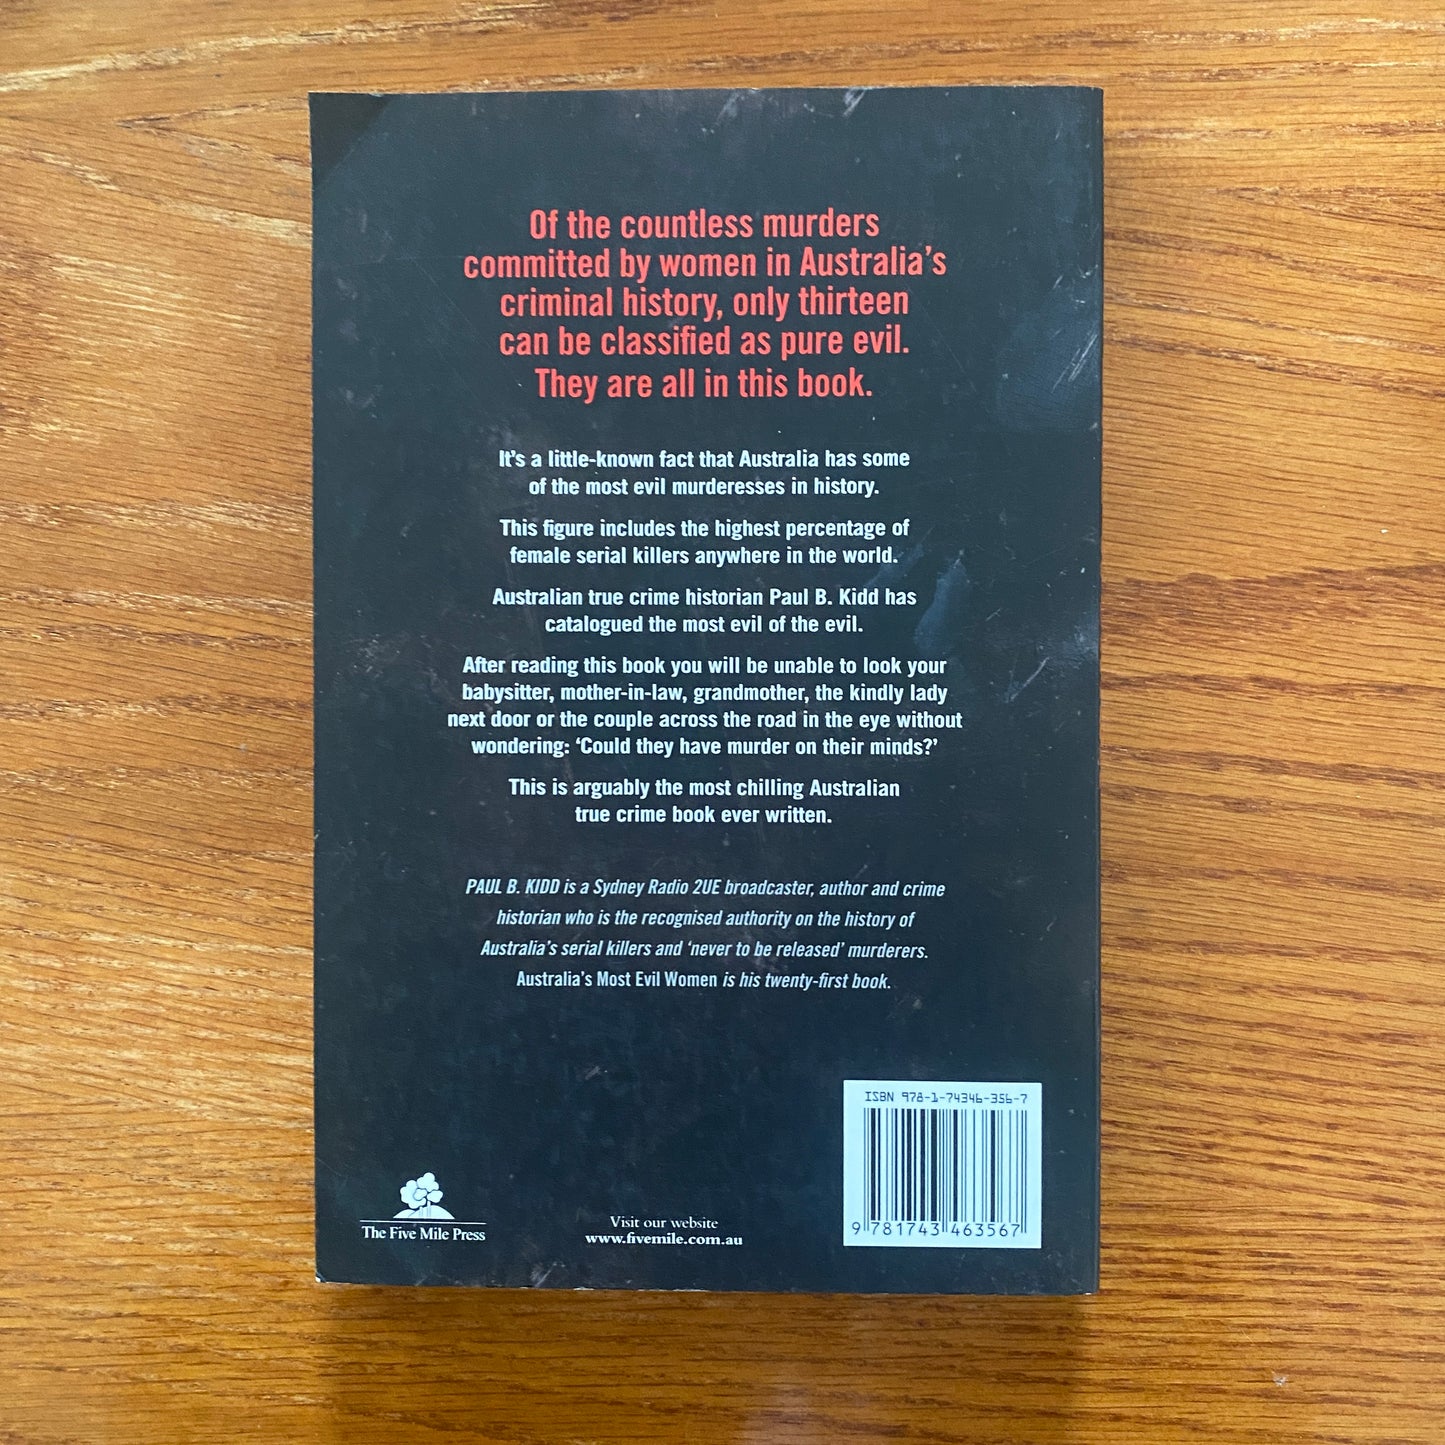 Of the countless murders
committed by women in Australia's
criminal history, only thirteen
can be classified as pure evil.
They are all in this book.
It's a little-known fact that Australia has some
of the most evil murderesses in history.
This figure includes the highest percentage of
female serial killers anywhere in the world.
Australian true crime historian Paul B. Kidd has
catalogued the most evil of the evil.
After reading this book you will be unable to look your
babysitter, mother-in-law, grandmother, the kindly lady
next door or the couple across the road in the eye without
wondering: 'Could they have murder on their minds?'
This is arguably the most chilling Australian
true crime book ever written.
PAUL B. KIDD is a Sydney Radio 2UE broadcaster, author and crime
historian who is the recognised authority on the history of
Australia's serial killers and 'never to be released' murderers.
Australia's Most Evil Women is his twenty-first book.
ISBN 978-1-74346-356-7
9 781743 463567
The Five Mile Press
Visit our website
www.fivemile.com.au